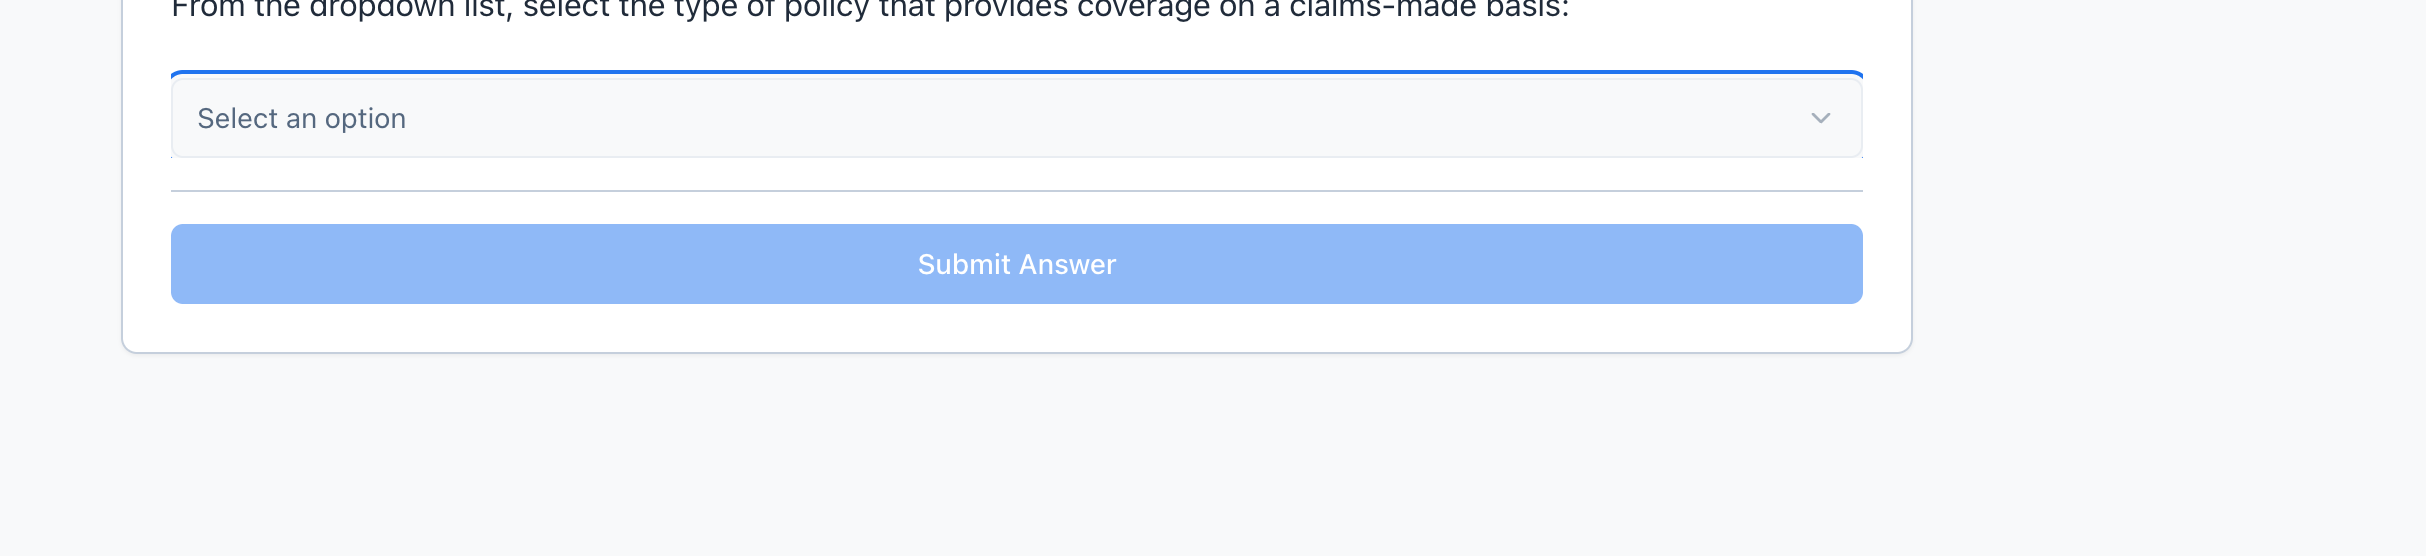 From the dropdown list, select the type of policy that provides coverage on a claims-made basis:
Select an option
Submit Answer